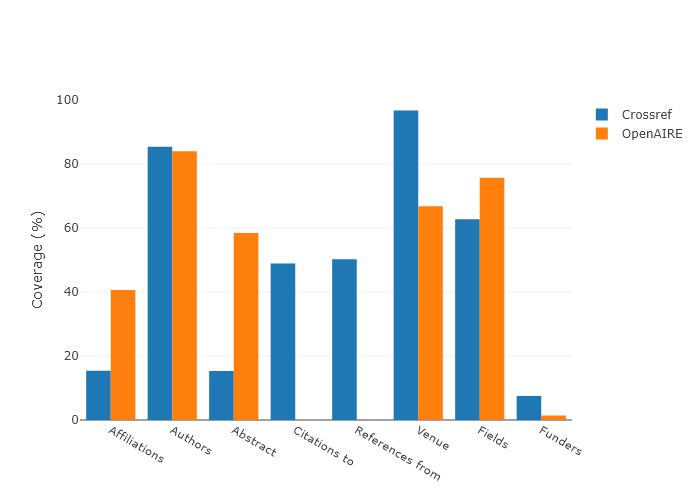 100
80
60
40
20
0
Coverage (%)
Affiliations
Authors
Abstract
Citations to
References from
Venue
Fields
Funders
Crossref
OpenAIRE